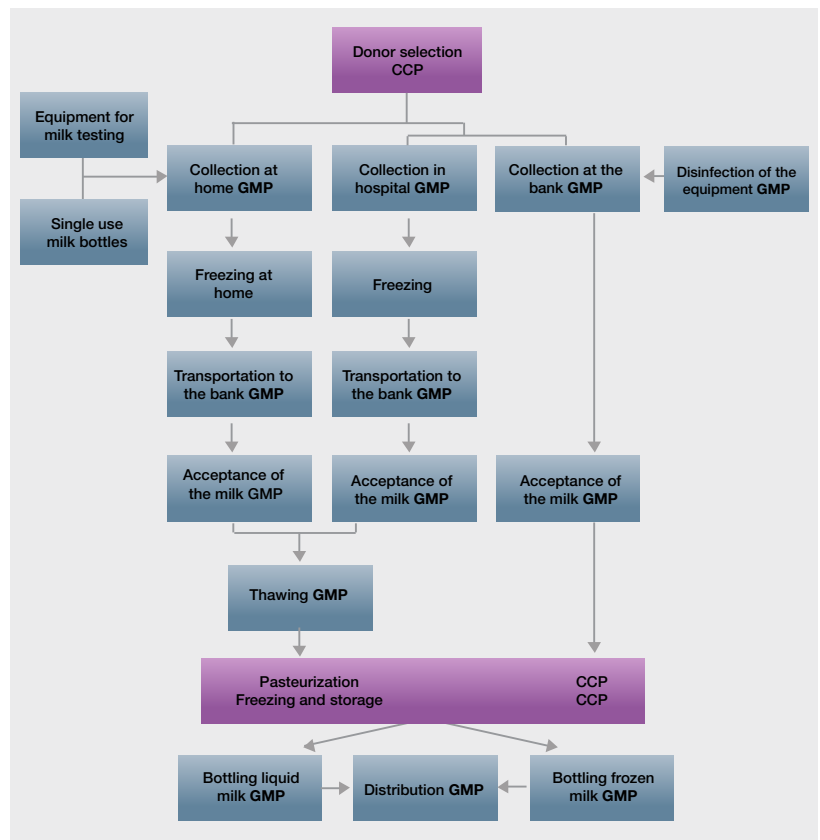 Donor selection
CCP
Equipment for
milk testing
Single use
milk bottles
Collection at
home GMP
Collection in
hospital GMP
Collection at the
bank GMP
Disinfection of the
equipment GMP
Freezing at
home
Freezing
Transportation to
the bank GMP
Transportation to
the bank GMP
Acceptance of
the milk GMP
Acceptance of
the milk GMP
Acceptance of
the milk GMP
Thawing GMP
Pasteurization CCP
Freezing and storage CCP
Bottling liquid
milk GMP
Distribution GMP
Bottling frozen
milk GMP